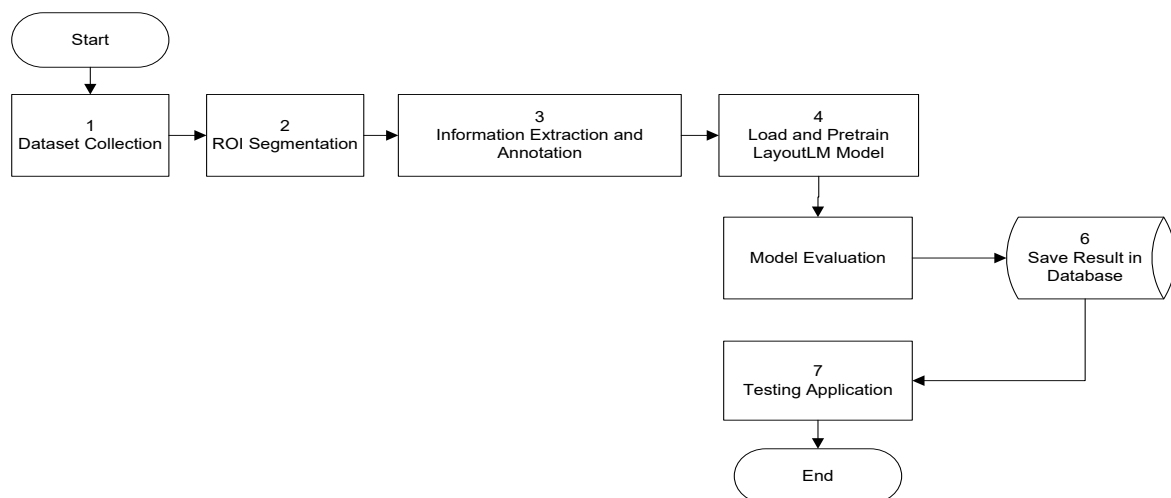 Start
1
Dataset Collection
2
ROI Segmentation
3
Information Extraction and
Annotation
4
Load and Pretrain
LayoutLM Model
Model Evaluation
6
Save Result in
Database
7
Testing Application
End